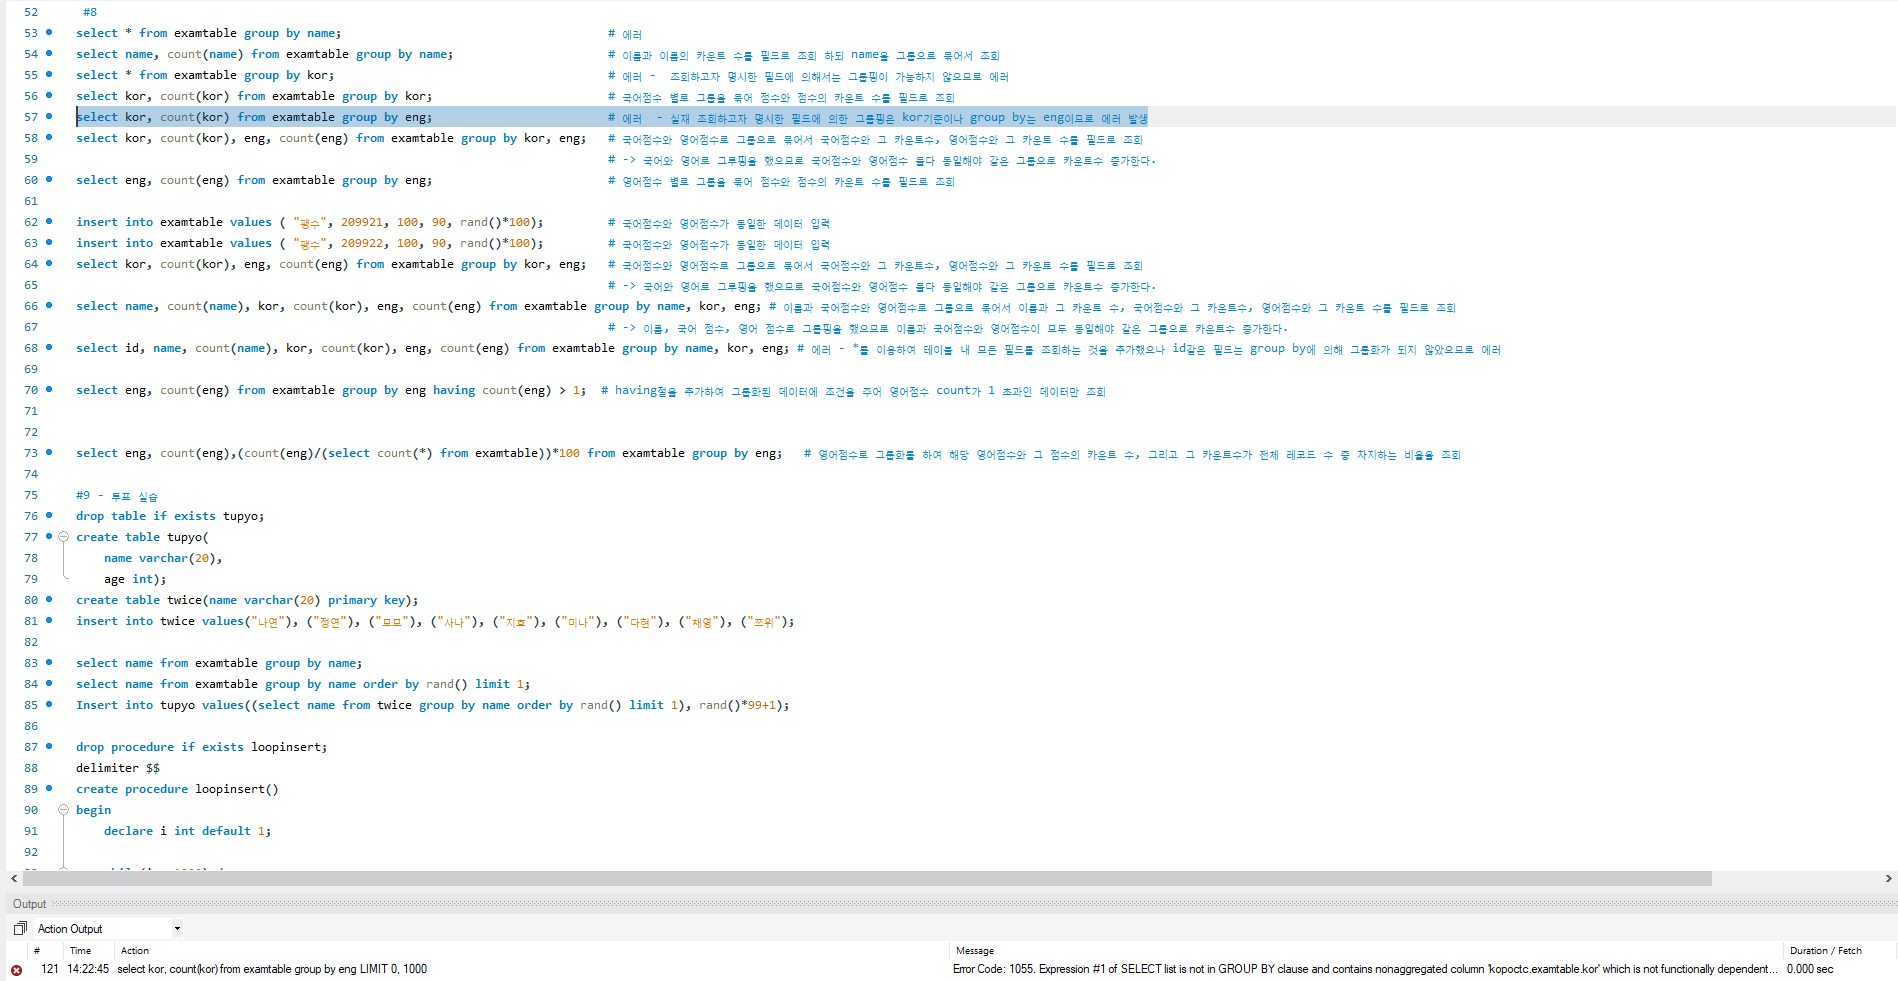 52 #8
53 select * from examtable group by name; # 에러
54 select name, count(name) from examtable group by name; # 이름과 이름의 카운트 수를 필드로 조회 하되 name을 그룹으로 묶어서 조회
55 select * from examtable group by kor; # 에러 - 조회하고자 명시한 필드에 의해서는 그룹핑이 가능하지 않으므로 에러
56 select kor, count(kor) from examtable group by kor; # 국어점수 별로 그룹을 묶어 점수와 점수의 카운트 수를 필드로 조회
57 select kor, count(kor) from examtable group by eng; # 에러 - 실재 조회하고자 명시한 필드에 의한 그룹핑은 kor기준이나 group by는 eng이므로 에러 발생
58 select kor, count(kor), eng, count(eng) from examtable group by kor, eng; # 국어점수와 영어점수로 그룹으로 묶어서 국어점수와 그 카운트수, 영어점수와 그 카운트 수를 필드로 조회
59 # -> 국어와 영어로 그루핑을 했으므로 국어점수와 영어점수 둘다 동일해야 같은 그룹으로 카운트수 증가한다.
60 select eng, count(eng) from examtable group by eng; # 영어점수 별로 그룹을 묶어 점수와 점수의 카운트 수를 필드로 조회
61
62 insert into examtable values ( "펭수", 209921, 100, 90, rand()*100); # 국어점수와 영어점수가 동일한 데이터 입력
63 insert into examtable values ( "펭수", 209922, 100, 90, rand()*100); # 국어점수와 영어점수가 동일한 데이터 입력
64 select kor, count(kor), eng, count(eng) from examtable group by kor, eng; # 국어점수와 영어점수로 그룹으로 묶어서 국어점수와 그 카운트수, 영어점수와 그 카운트 수를 필드로 조회
65 # -> 국어와 영어로 그루핑을 했으므로 국어점수와 영어점수 둘다 동일해야 같은 그룹으로 카운트수 증가한다.
66 select name, count(name), kor, count(kor), eng, count(eng) from examtable group by name, kor, eng; # 이름과 국어점수와 영어점수로 그룹으로 묶어서 이름과 그 카운트 수, 국어점수와 그 카운트수, 영어점수와 그 카운트 수를 필드로 조회
67 # -> 이름, 국어 점수, 영어 점수로 그룹핑을 했으므로 이름과 국어점수와 영어점수이 모두 동일해야 같은 그룹으로 카운트수 증가한다.
68 select id, name, count(name), kor, count(kor), eng, count(eng) from examtable group by name, kor, eng; # 에러 - *를 이용하여 테이블 내 모든 필드를 조회하는 것을 추가했으나 id같은 필드는 group by에 의해 그룹화가 되지 않았으므로 에러
69
70 select eng, count(eng) from examtable group by eng having count(eng) > 1; # having절을 추가하여 그룹화된 데이터에 조건을 주어 영어점수 count가 1 초과인 데이터만 조회
71
72
73 select eng, count(eng),(count(eng)/(select count(*) from examtable))*100 from examtable group by eng; # 영어점수로 그룹화를 하여 해당 영어점수와 그 점수의 카운트 수, 그리고 그 카운트수가 전체 레코드 수 중 차지하는 비율을 조회
74
75 #9 - 투표 실습
76 drop table if exists tupyo;
77 create table tupyo(
78 name varchar(20),
79 age int);
80 create table twice(name varchar(20) primary key);
81 insert into twice values("나연"), ("정연"), ("모모"), ("사나"), ("지효"), ("미나"), ("다현"), ("채영"), ("쯔위");
82
83 select name from examtable group by name;
84 select name from examtable group by name order by rand() limit 1;
85 Insert into tupyo values((select name from twice group by name order by rand() limit 1), rand()*99+1);
86
87 drop procedure if exists loopinsert;
88 delimiter $$
89 create procedure loopinsert()
90 begin
91 declare i int default 1;
92
Output
Action Output
# Time Action Message Duration / Fetch
121 14:22:45 select kor, count(kor) from examtable group by eng LIMIT 0, 1000 Error Code: 1055. Expression #1 of SELECT list is not in GROUP BY clause and contains nonaggregated column 'kopoctc.examtable.kor' which is not functionally dependent... 0.000 sec